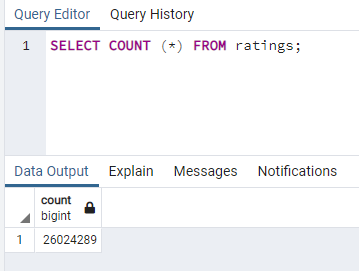 Query Editor Query History
1 SELECT COUNT (*) FROM ratings;
Data Output Explain Messages Notifications
count
bigint
1 26024289